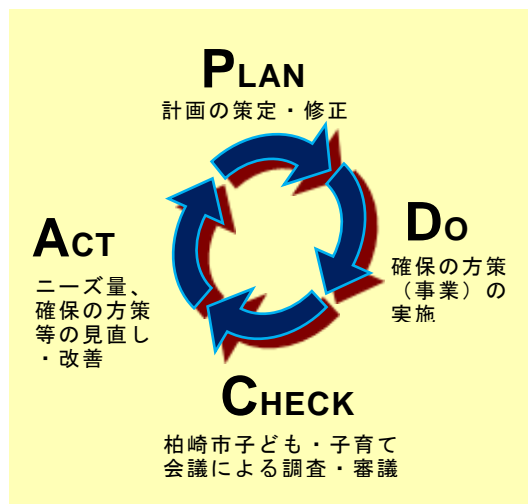 PLAN
計画の策定・修正
DO
確保の方策
（事業）の
実施
CHECK
柏崎市子ども・子育て
会議による調査・審議
ACT
ニーズ量、
確保の方策
等の見直し
・改善